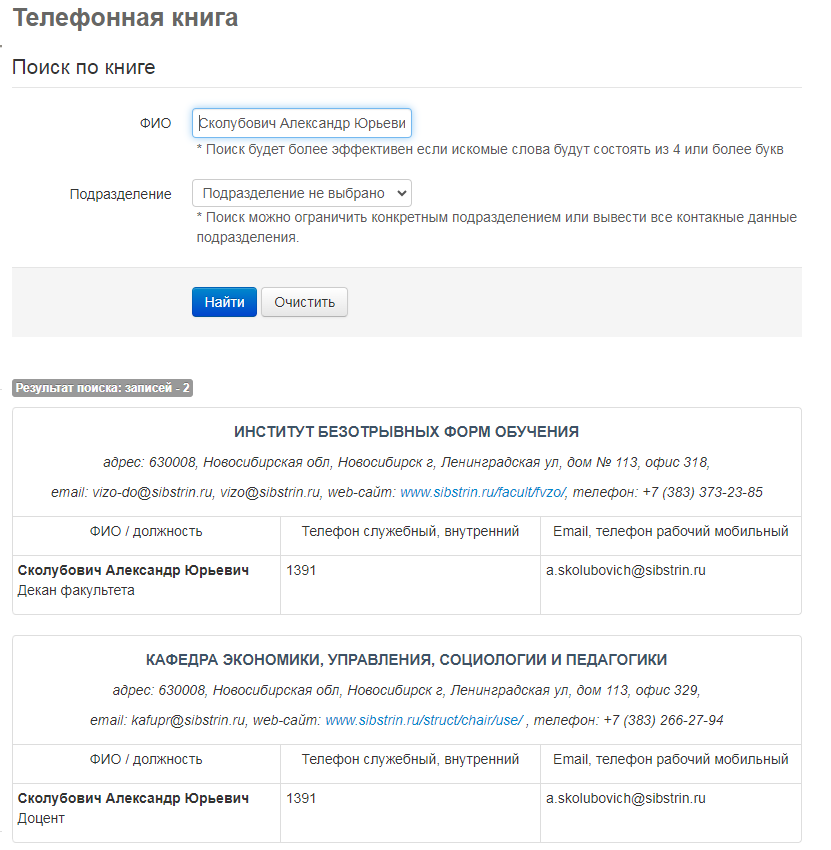 Телефонная книга
Поиск по книге
ФИО
Сколубович Александр Юрьеви
* Поиск будет более эффективен если искомые слова будут состоять из 4 или более букв
Подразделение
Подразделение не выбрано
* Поиск можно ограничить конкретным подразделением или вывести все контакные данные
подразделения.
Найти
Очистить
Результат поиска: записей - 2
ИНСТИТУТ БЕЗОТРЫВНЫХ ФОРМ ОБУЧЕНИЯ
адрес: 630008, Новосибирская обл, Новосибирск г, Ленинградская ул, дом № 113, офис 318,
email: vizo-do@sibstrin.ru, vizo@sibstrin.ru, web-сайт: www.sibstrin.ru/facult/fvzo/, телефон: +7 (383) 373-23-85
ФИО / должность
Телефон служебный, внутренний
Email, телефон рабочий мобильный
Сколубович Александр Юрьевич
Декан факультета
1391
a.skolubovich@sibstrin.ru
КАФЕДРА ЭКОНОМИКИ, УПРАВЛЕНИЯ, СОЦИОЛОГИИ И ПЕДАГОГИКИ
адрес: 630008, Новосибирская обл, Новосибирск г, Ленинградская ул, дом 113, офис 329,
email: kafupr@sibstrin.ru, web-сайт: www.sibstrin.ru/struct/chair/use/ , телефон: +7 (383) 266-27-94
ФИО / должность
Телефон служебный, внутренний
Email, телефон рабочий мобильный
Сколубович Александр Юрьевич
Доцент
1391
a.skolubovich@sibstrin.ru